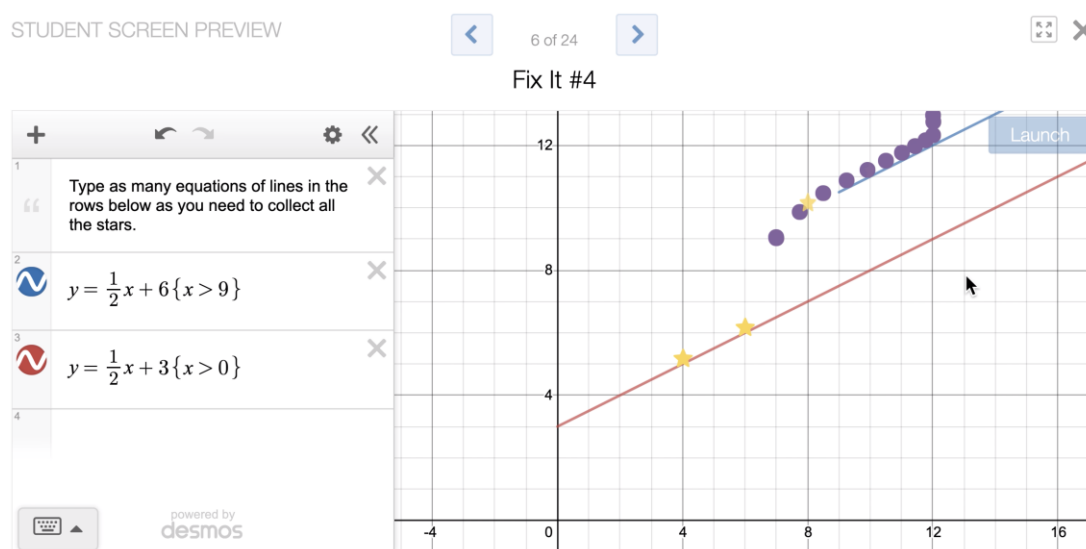 STUDENT SCREEN PREVIEW
6 of 24
Fix It #4
Launch
1
Type as many equations of lines in the
rows below as you need to collect all
the stars.
2
y = 1/2 x + 6 {x > 9}
3
y = 1/2 x + 3 {x > 0}
4
powered by
desmos
12
8
4
-4
0
4
8
12
16